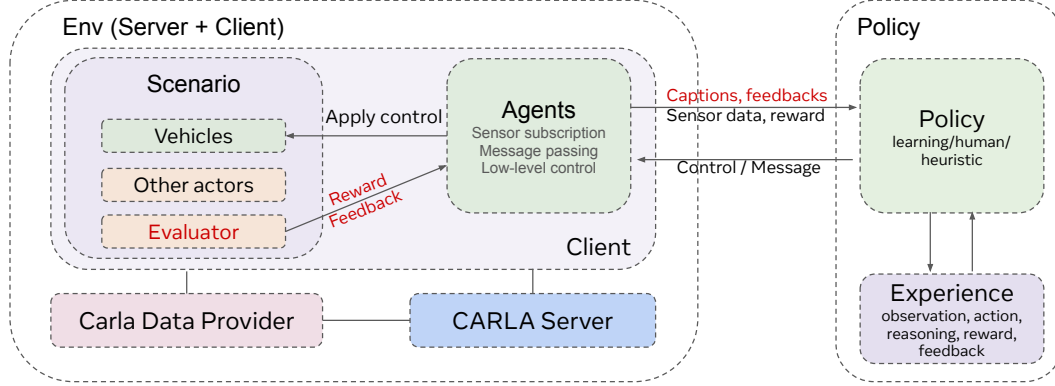 Env (Server + Client)
Scenario
Vehicles
Other actors
Evaluator
Apply control
Reward
Feedback
Agents
Sensor subscription
Message passing
Low-level control
Client
Carla Data Provider
CARLA Server
Captions, feedbacks
Sensor data, reward
Control / Message
Policy
Policy
learning/human/
heuristic
Experience
observation, action,
reasoning, reward,
feedback